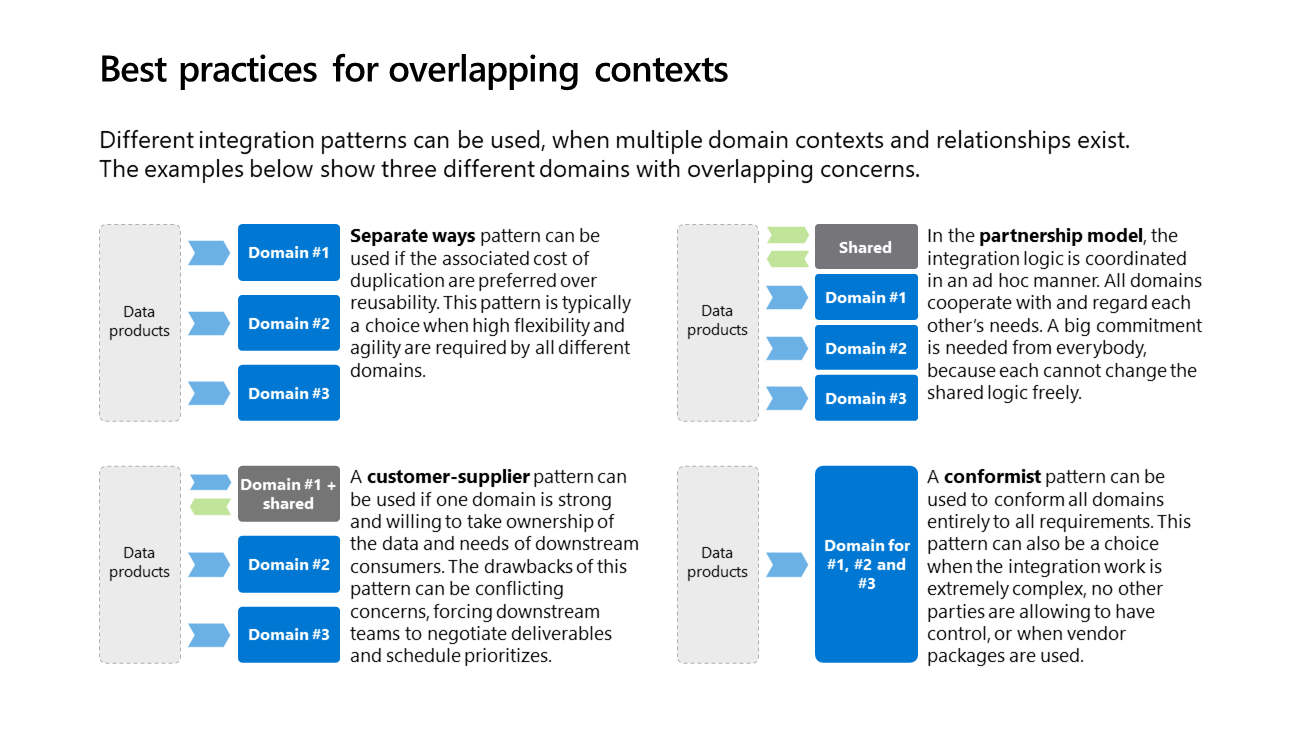 Best practices for overlapping contexts
Different integration patterns can be used, when multiple domain contexts and relationships exist.
The examples below show three different domains with overlapping concerns.
Data
products
Domain #1
Domain #2
Domain #3
Separate ways pattern can be
used if the associated cost of
duplication are preferred over
reusability. This pattern is typically
a choice when high flexibility and
agility are required by all different
domains.
Data
products
Shared
Domain #1
Domain #2
Domain #3
In the partnership model, the
integration logic is coordinated
in an ad hoc manner. All domains
cooperate with and regard each
other's needs. A big commitment
is needed from everybody,
because each cannot change the
shared logic freely.
Data
products
Domain #1 +
shared
Domain #2
Domain #3
A customer-supplier pattern can
be used if one domain is strong
and willing to take ownership of
the data and needs of downstream
consumers. The drawbacks of this
pattern can be conflicting
concerns, forcing downstream
teams to negotiate deliverables
and schedule prioritizes.
Data
products
Domain for
#1, #2 and
#3
A conformist pattern can be
used to conform all domains
entirely to all requirements. This
pattern can also be a choice
when the integration work is
extremely complex, no other
parties are allowing to have
control, or when vendor
packages are used.